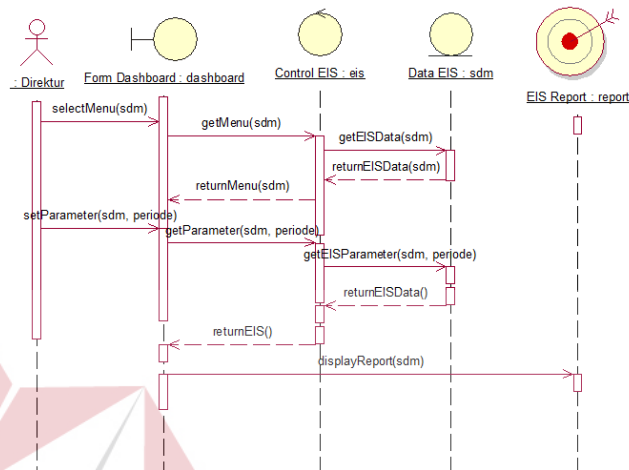 : Direktur
Form Dashboard : dashboard
Control EIS : eis
Data EIS : sdm
EIS Report : report
selectMenu(sdm)
getMenu(sdm)
getEISData(sdm)
returnEISData(sdm)
returnMenu(sdm)
setParameter(sdm, periode)
getParameter(sdm, periode)
getEISParameter(sdm, periode)
returnEISData()
returnEIS()
displayReport(sdm)